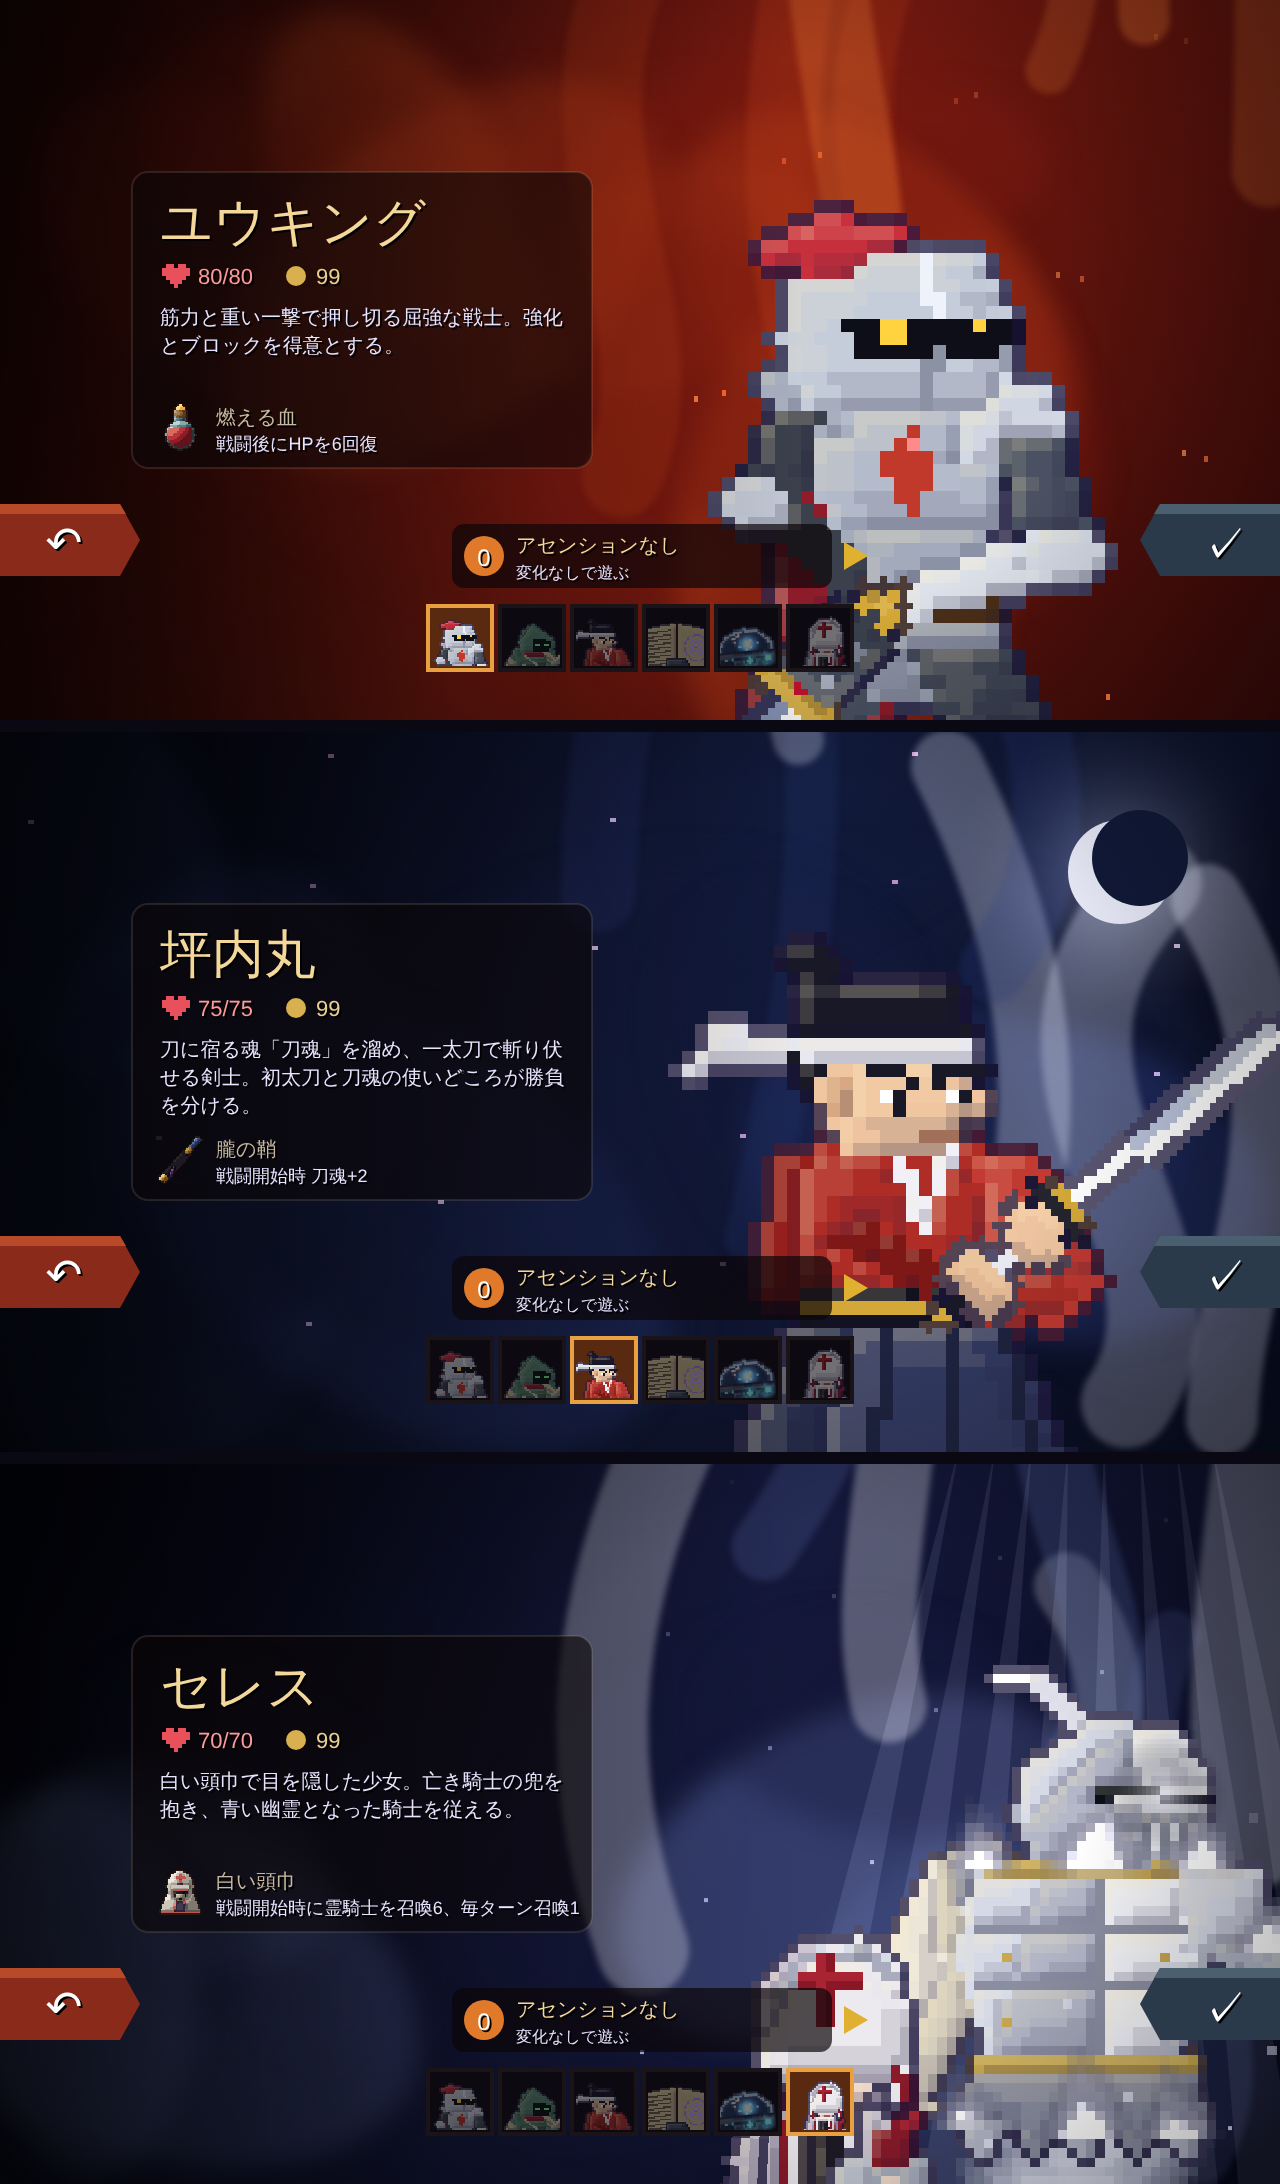 ユウキング
80/80 99
筋力と重い一撃で押し切る屈強な戦士。強化
とブロックを得意とする。
燃える血
戦闘後にHPを6回復
0 アセンションなし
変化なしで遊ぶ
坪内丸
75/75 99
刀に宿る魂「刀魂」を溜め、一太刀で斬り伏
せる剣士。初太刀と刀魂の使いどころが勝負
を分ける。
朧の鞘
戦闘開始時 刀魂+2
0 アセンションなし
変化なしで遊ぶ
セレス
70/70 99
白い頭巾で目を隠した少女。亡き騎士の兜を
抱き、青い幽霊となった騎士を従える。
白い頭巾
戦闘開始時に霊騎士を召喚6、毎ターン召喚1
0 アセンションなし
変化なしで遊ぶ